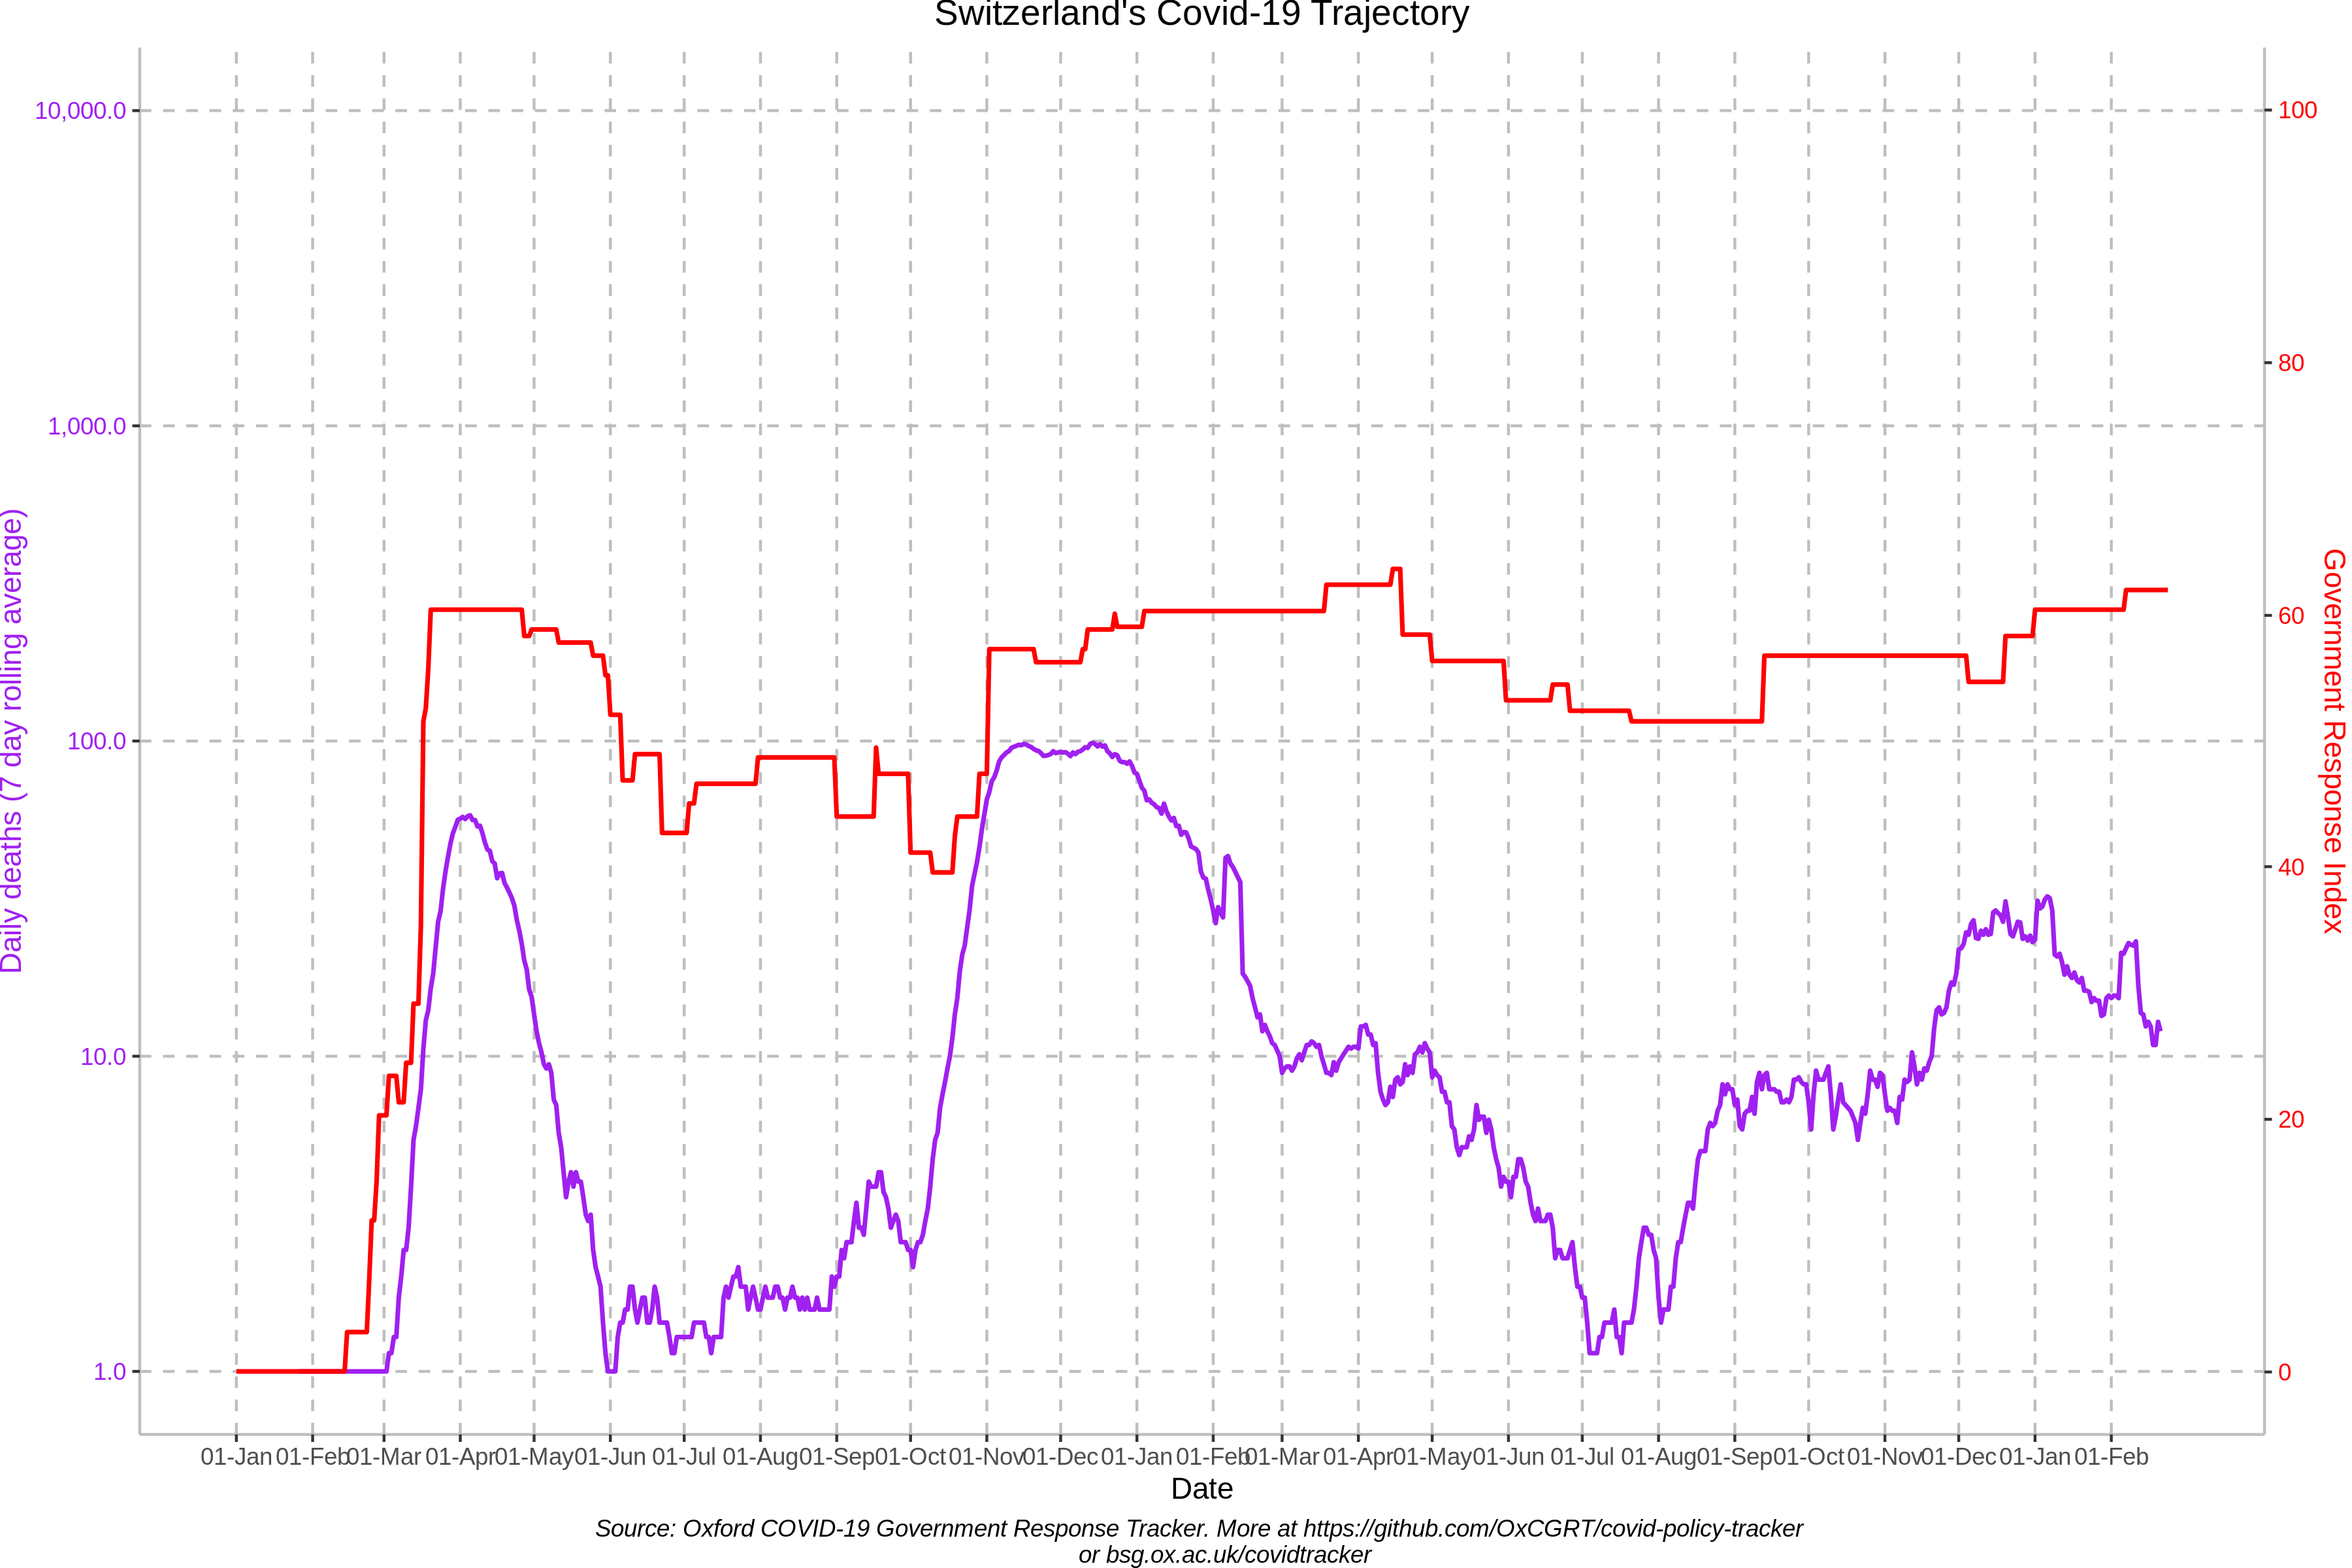 Switzerland's Covid-19 Trajectory
10,000.0
1,000.0
100.0
10.0
1.0
Daily deaths (7 day rolling average)
100
80
60
40
20
0
Government Response Index
01-Jan 01-Feb 01-Mar 01-Apr 01-May 01-Jun 01-Jul 01-Aug 01-Sep 01-Oct 01-Nov 01-Dec 01-Jan 01-Feb 01-Mar 01-Apr 01-May 01-Jun 01-Jul 01-Aug 01-Sep 01-Oct 01-Nov 01-Dec 01-Jan 01-Feb
Date
Source: Oxford COVID-19 Government Response Tracker. More at https://github.com/OxCGRT/covid-policy-tracker
or bsg.ox.ac.uk/covidtracker